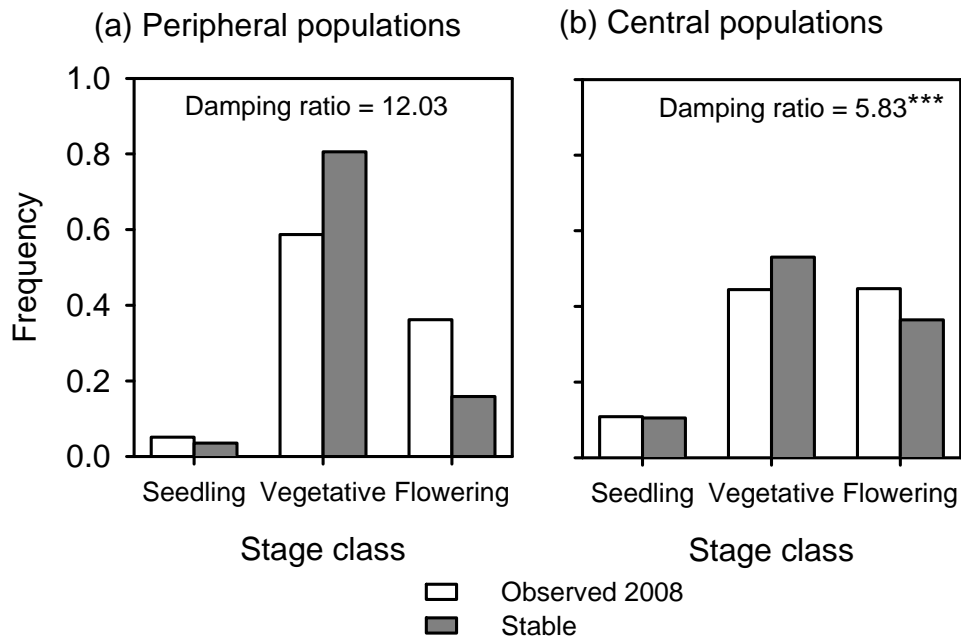 (a) Peripheral populations
(b) Central populations
Damping ratio = 12.03
Damping ratio = 5.83***
Frequency
1.0
0.8
0.6
0.4
0.2
0.0
Seedling Vegetative Flowering
Seedling Vegetative Flowering
Stage class
Stage class
Observed 2008
Stable